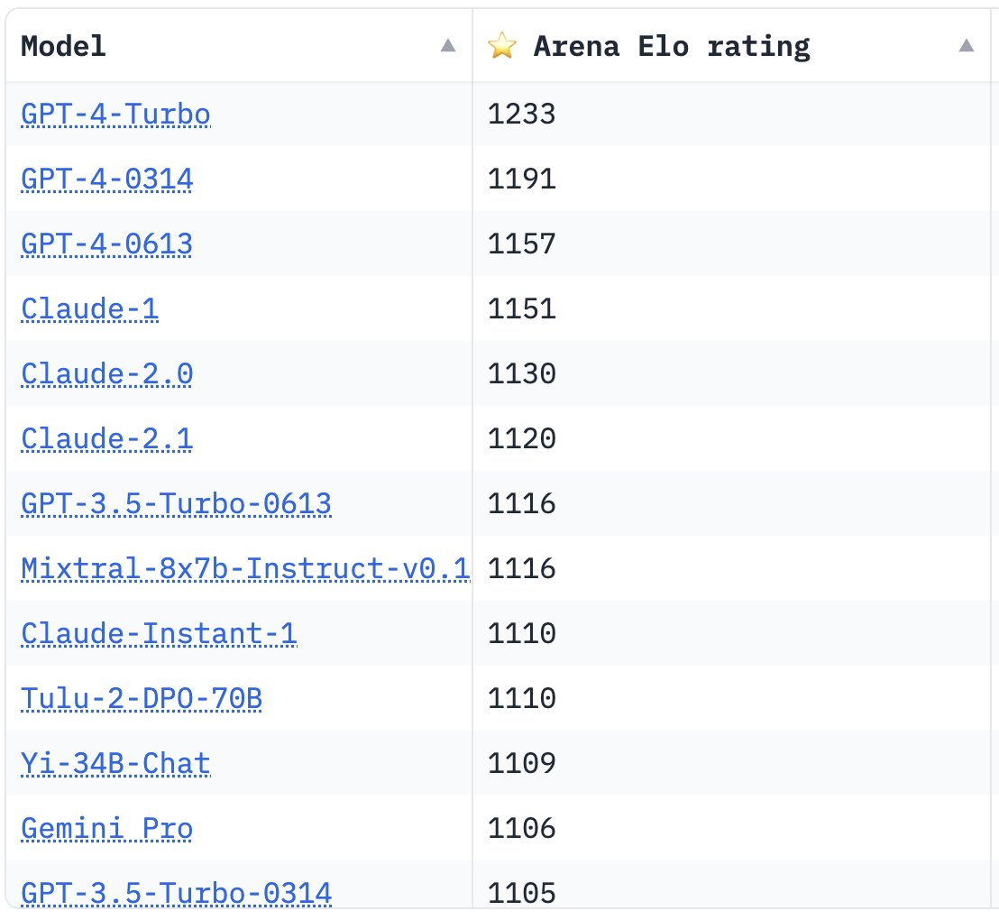 Model ▲ ⭐ Arena Elo rating ▲
GPT-4-Turbo 1233
GPT-4-0314 1191
GPT-4-0613 1157
Claude-1 1151
Claude-2.0 1130
Claude-2.1 1120
GPT-3.5-Turbo-0613 1116
Mixtral-8x7b-Instruct-v0.1 1116
Claude-Instant-1 1110
Tulu-2-DPO-70B 1110
Yi-34B-Chat 1109
Gemini Pro 1106
GPT-3.5-Turbo-0314 1105